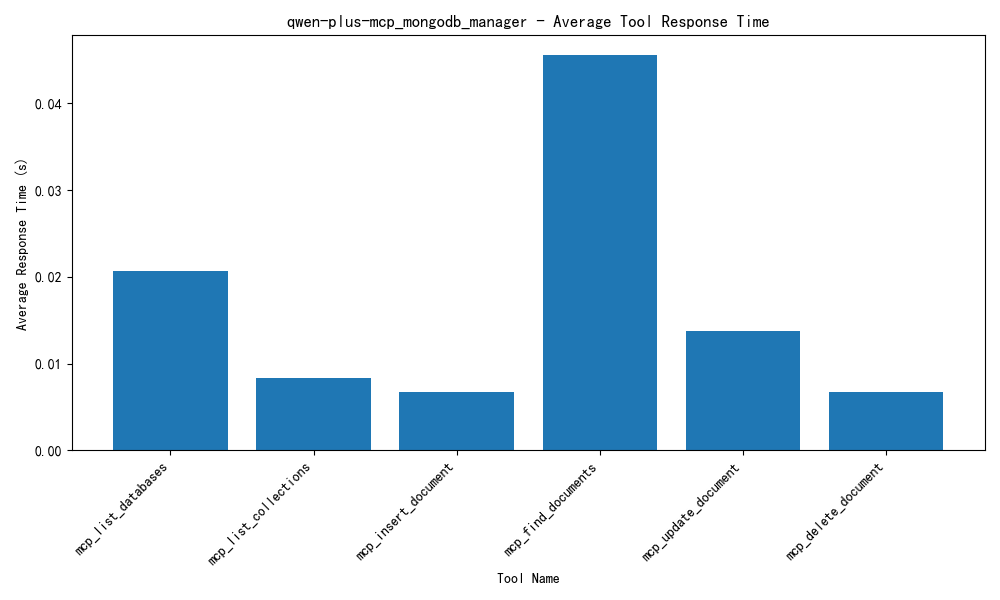 qwen-plus-mcp_mongodb_manager - Average Tool Response Time
Average Response Time (s)
0.04
0.03
0.02
0.01
0.00
mcp_list_databases
mcp_list_collections
mcp_insert_document
mcp_find_documents
mcp_update_document
mcp_delete_document
Tool Name